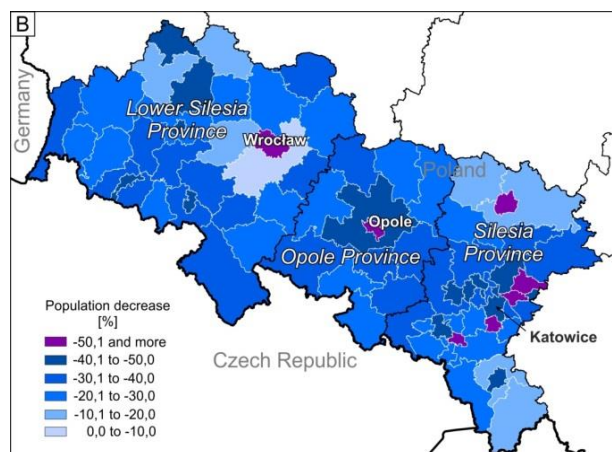 B
Germany
Lower Silesia
Province
Wrocław
Poland
Opole
Silesia
Province
Opole Province
Katowice
Czech Republic
Population decrease
[%]
-50,1 and more
-40,1 to -50,0
-30,1 to -40,0
-20,1 to -30,0
-10,1 to -20,0
0,0 to -10,0